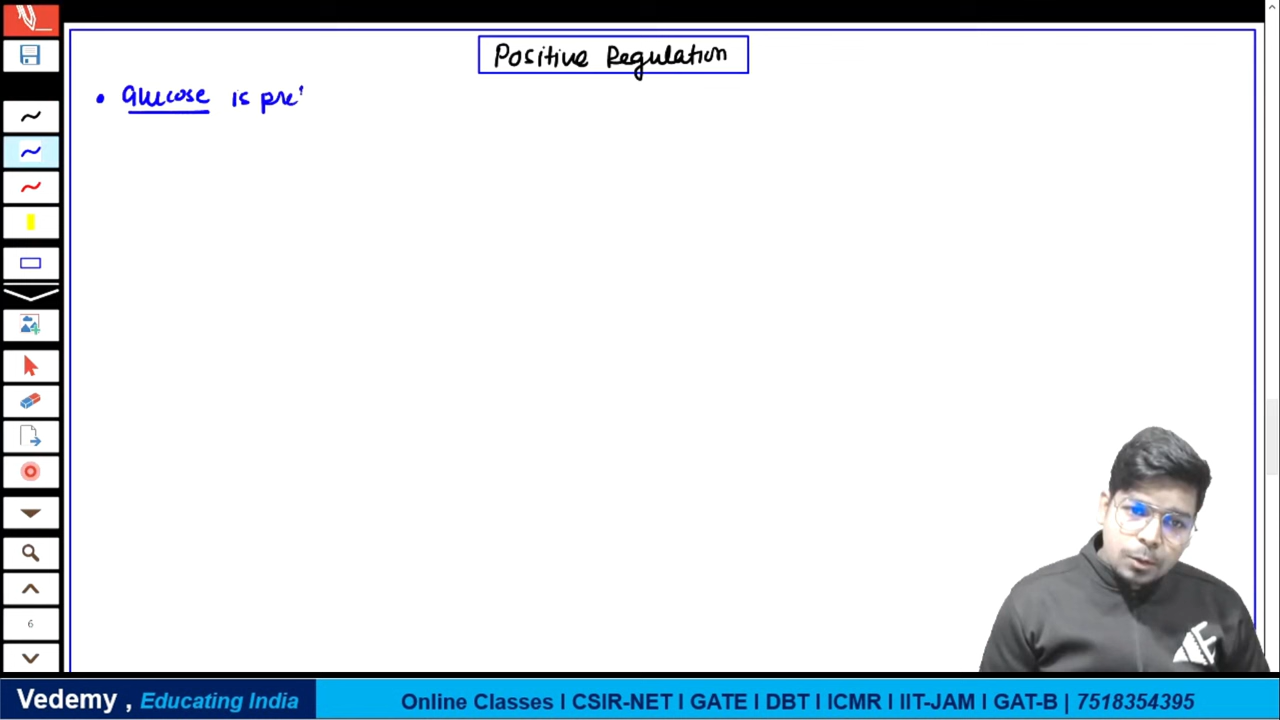 Positive Regulation
• Glucose is pre
6
Vedemy , Educating India
Online Classes I CSIR-NET I GATE I DBT I ICMR I IIT-JAM I GAT-B | 7518354395